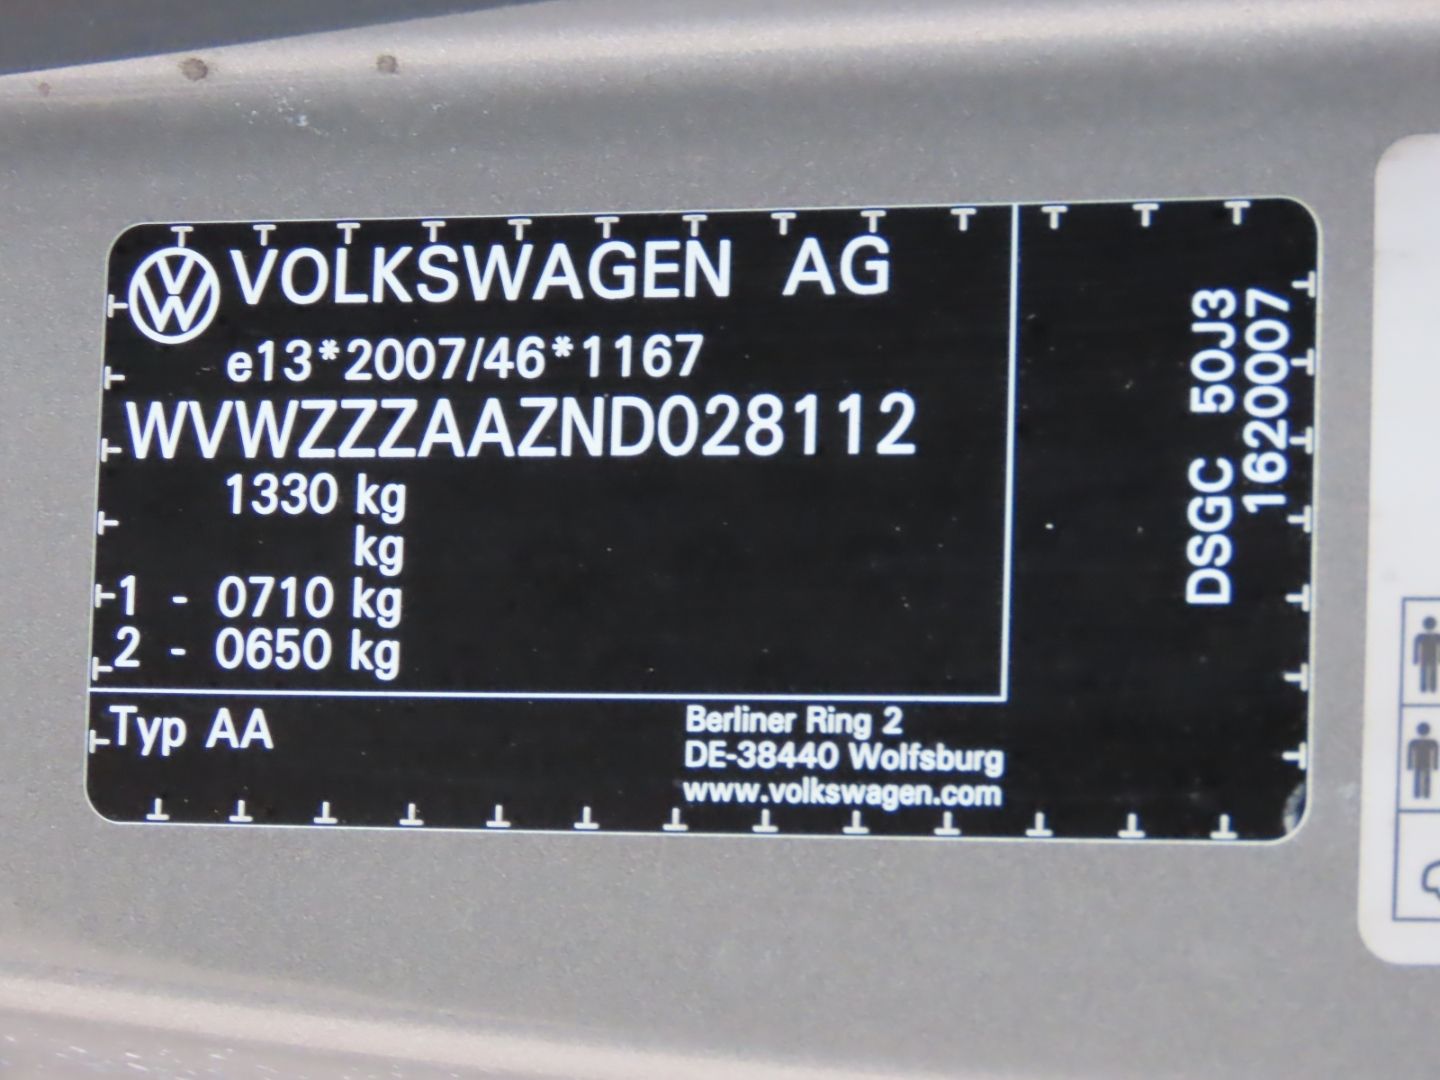 VOLKSWAGEN AG
e13*2007/46*1167
WVWZZZAAZND028112
1330 kg
kg
1 - 0710 kg
2 - 0650 kg
Typ AA
Berliner Ring 2
DE-38440 Wolfsburg
www.volkswagen.com
DSGC 50J3
1620007